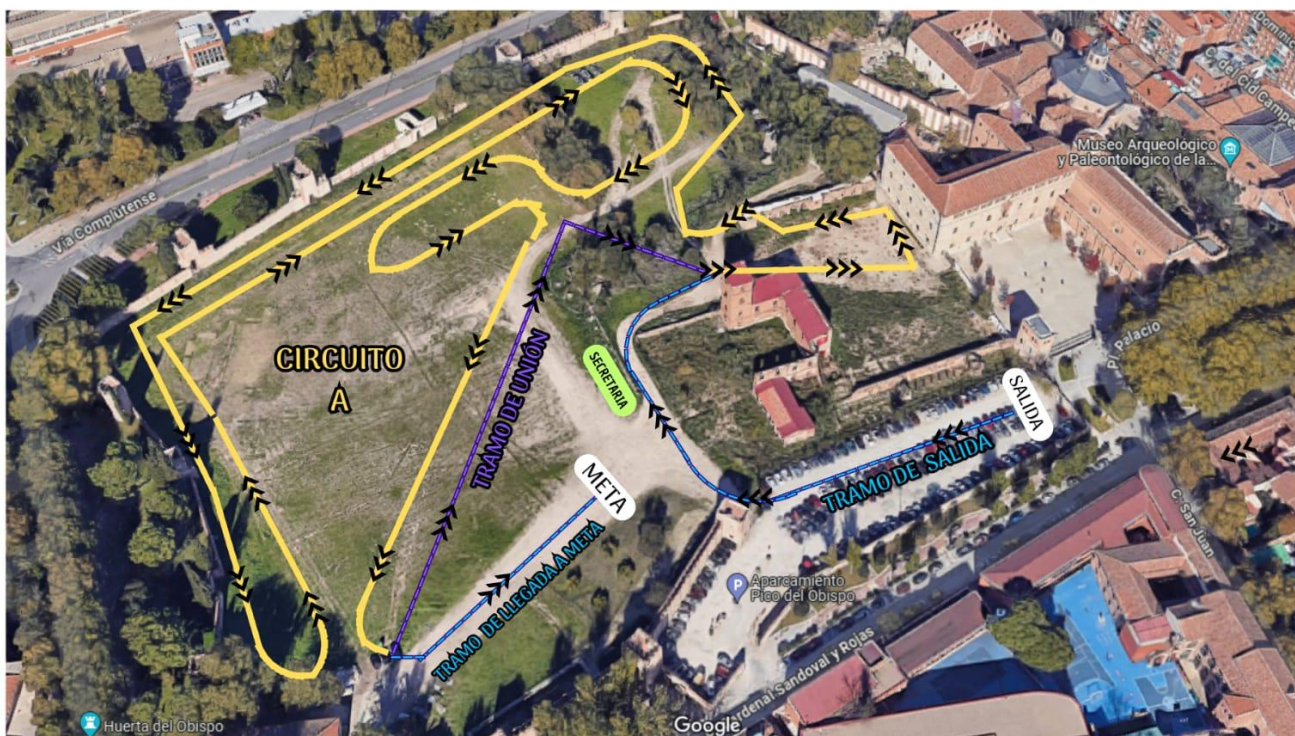 C. del Cid Campe
Museo Arqueológico
y Paleontológico de la...
Vía Complutense
Pl. Palacio
CIRCUITO
A
SECRETARIA
TRAMO DE UNIÓN
SALIDA
TRAMO DE SALIDA
META
TRAMO DE LLEGADA A META
C. San Juan
P
Aparcamiento
Pico del Obispo
Huerta del Obispo
Google
rdenal Sandoval y Rojas